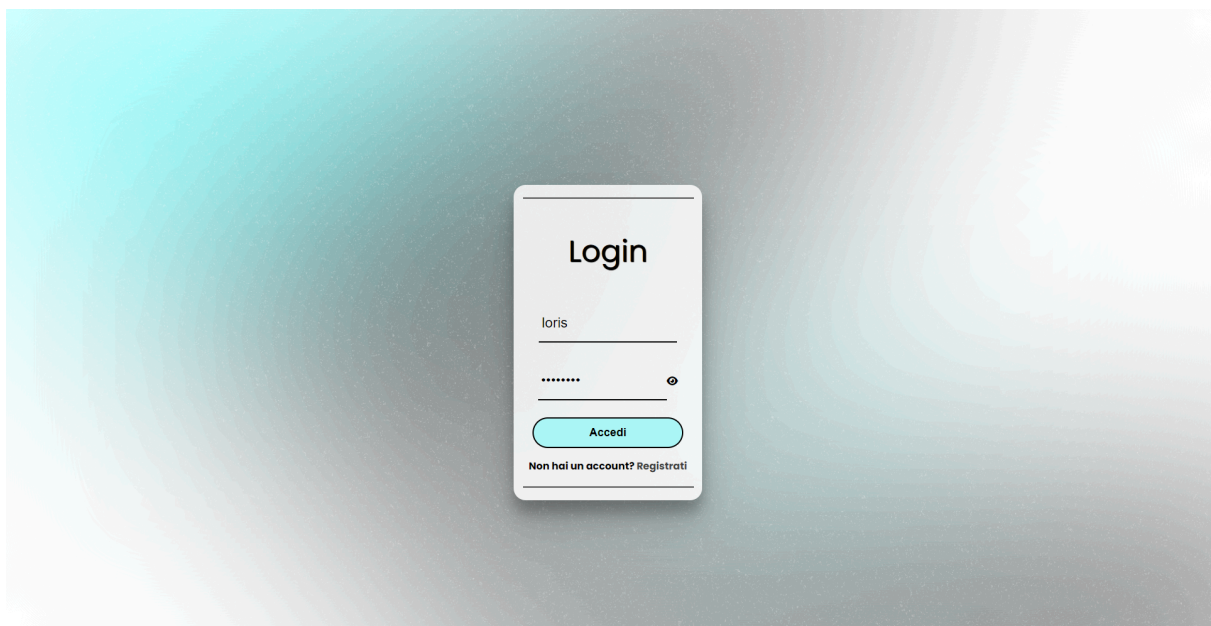 Login
loris
••••••••
Accedi
Non hai un account? Registrati